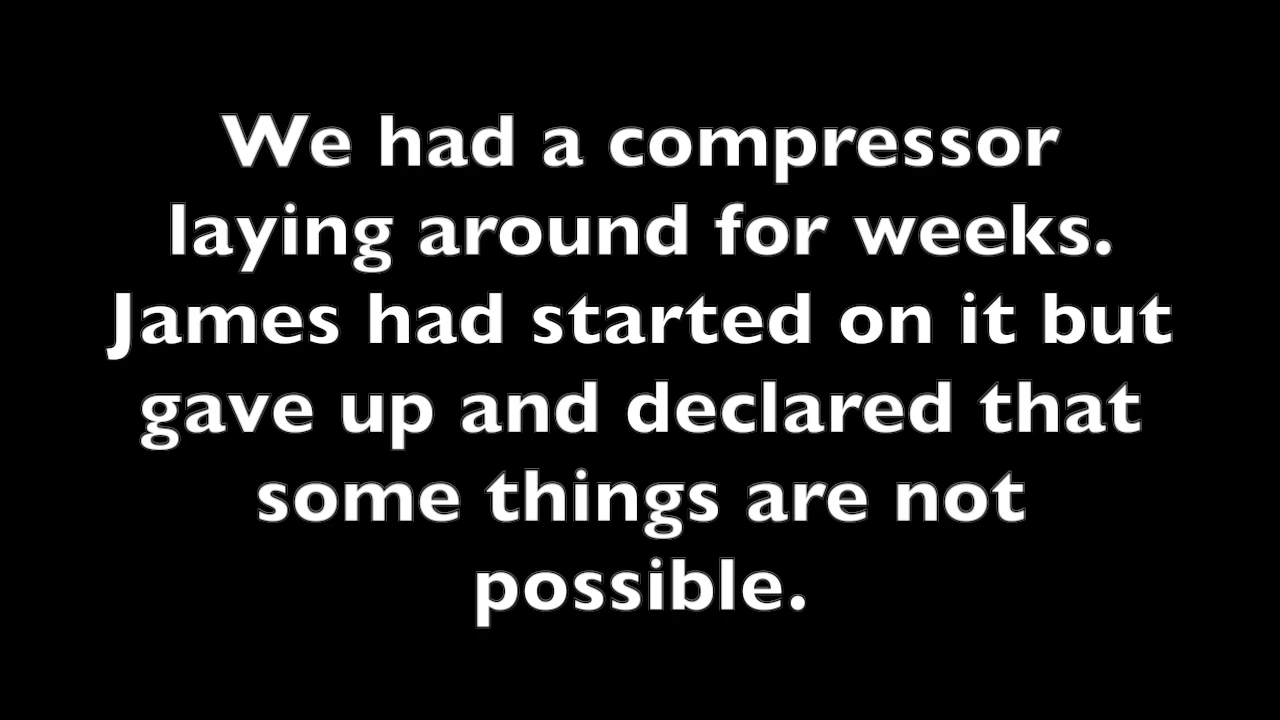 We had a compressor
laying around for weeks.
James had started on it but
gave up and declared that
some things are not
possible.